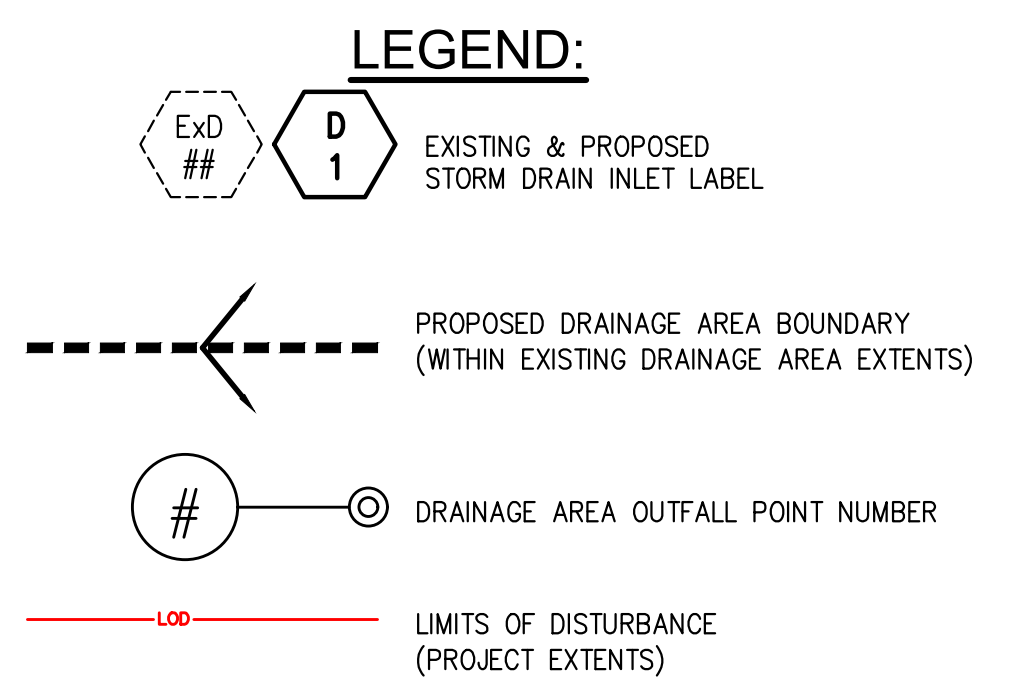 LEGEND:
ExD
##
D
1
EXISTING & PROPOSED
STORM DRAIN INLET LABEL
PROPOSED DRAINAGE AREA BOUNDARY
(WITHIN EXISTING DRAINAGE AREA EXTENTS)
#
DRAINAGE AREA OUTFALL POINT NUMBER
LOD
LIMITS OF DISTURBANCE
(PROJECT EXTENTS)